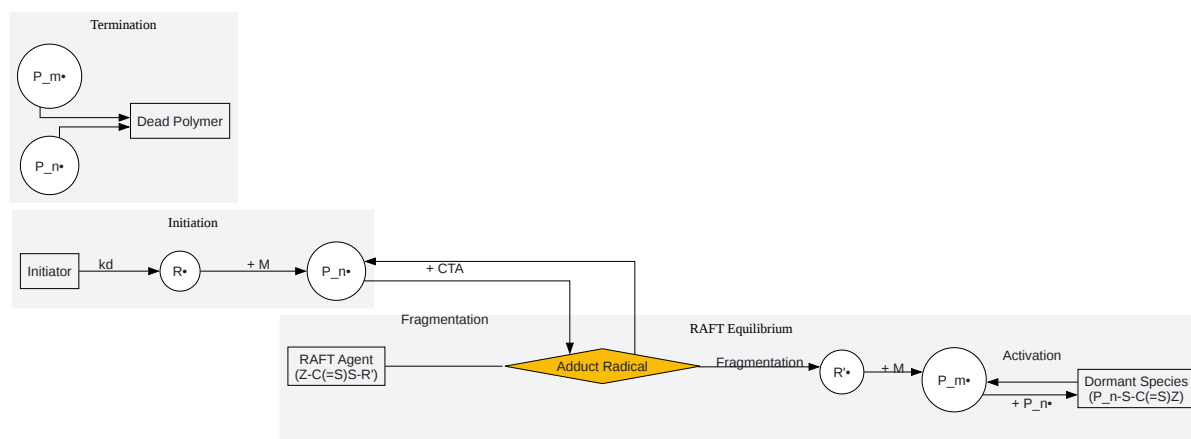 Termination
P_m•
Dead Polymer
P_n•
Initiation
Initiator
kd
R•
+ M
P_n•
+ CTA
Fragmentation
RAFT Equilibrium
RAFT Agent
(Z-C(=S)S-R')
Adduct Radical
Fragmentation
R'•
+ M
P_m•
Activation
+ P_n•
Dormant Species
(P_n-S-C(=S)Z)